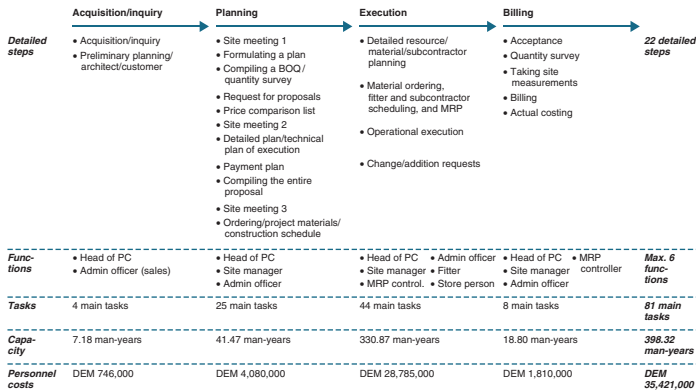 Acquisition/inquiry
Planning
Execution
Billing
Detailed
steps
• Acquisition/inquiry
• Preliminary planning/
architect/customer
• Site meeting 1
• Formulating a plan
• Compiling a BOQ/
quantity survey
• Request for proposals
• Price comparison list
• Site meeting 2
• Detailed plan/technical
plan of execution
• Payment plan
• Compiling the entire
proposal
• Site meeting 3
• Ordering/project materials/
construction schedule
• Detailed resource/
material/subcontractor
planning
• Material ordering,
fitter and subcontractor
scheduling, and MRP
• Operational execution
• Change/addition requests
• Acceptance
• Quantity survey
• Taking site
measurements
• Billing
• Actual costing
22 detailed
steps
Func-
tions
• Head of PC
• Admin officer (sales)
• Head of PC
• Site manager
• Admin officer
• Head of PC • Admin officer
• Site manager • Fitter
• MRP control. • Store person
• Head of PC • MRP
• Site manager controller
• Admin officer
Max. 6
func-
tions
Tasks
4 main tasks
25 main tasks
44 main tasks
8 main tasks
81 main
tasks
Capa-
city
7.18 man-years
41.47 man-years
330.87 man-years
18.80 man-years
398.32
man-years
Personnel
costs
DEM 746,000
DEM 4,080,000
DEM 28,785,000
DEM 1,810,000
DEM
35,421,000